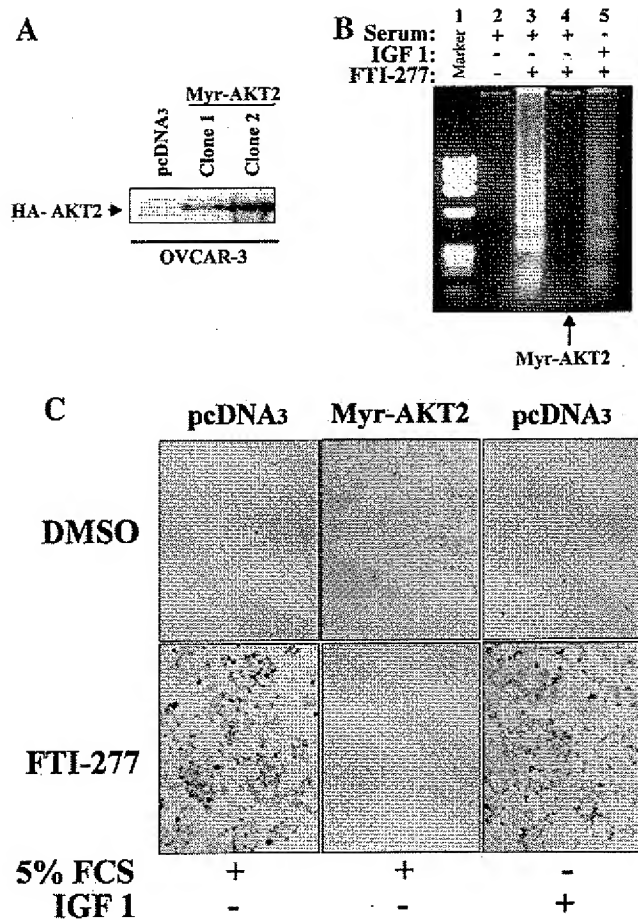 A
Myr-AKT2
pcDNA3
Clone 1
Clone 2
HA- AKT2
OVCAR-3
B
1 2 3 4 5
Marker
Serum: + + + -
IGF 1: - - - +
FTI-277: - + + +
Myr-AKT2
C
pcDNA3 Myr-AKT2 pcDNA3
DMSO
FTI-277
5% FCS + + -
IGF 1 - - +